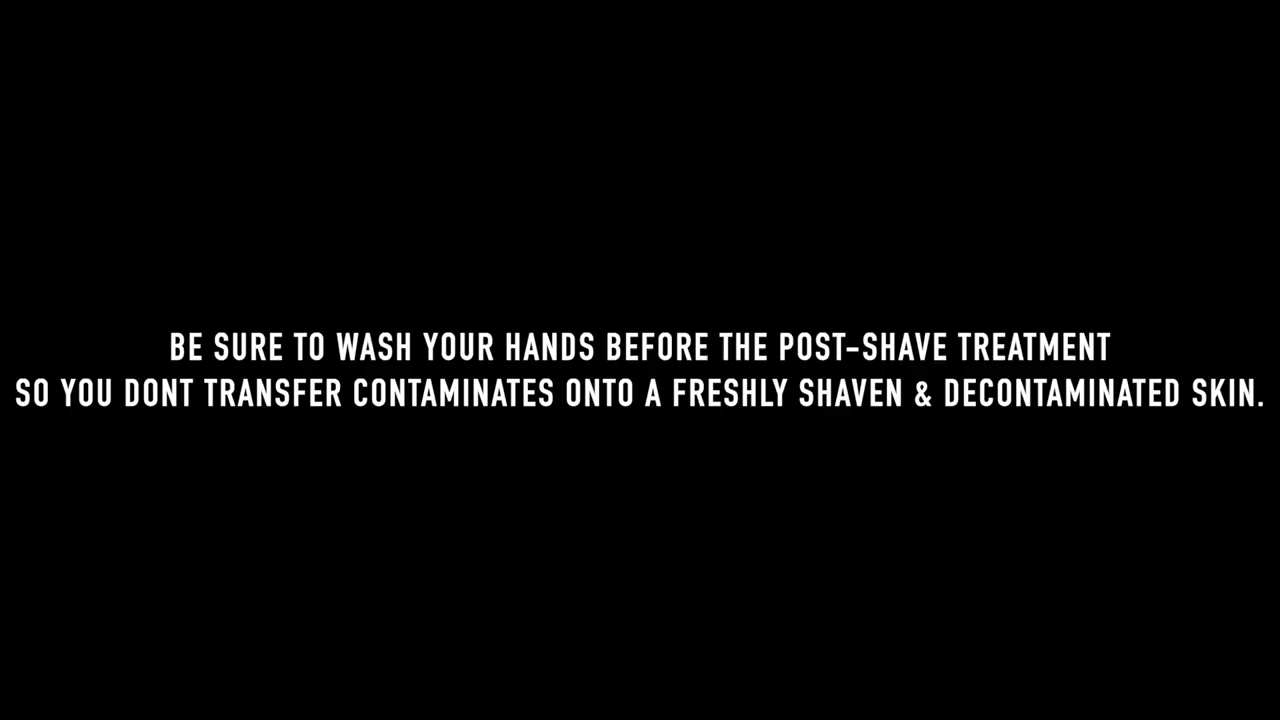 BE SURE TO WASH YOUR HANDS BEFORE THE POST-SHAVE TREATMENT
SO YOU DONT TRANSFER CONTAMINATES ONTO A FRESHLY SHAVEN & DECONTAMINATED SKIN.